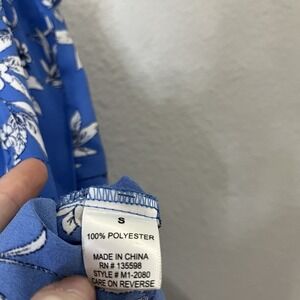 S
100% POLYESTER
MADE IN CHINA
RN # 135598
STYLE # M1-2080
CARE ON REVERSE